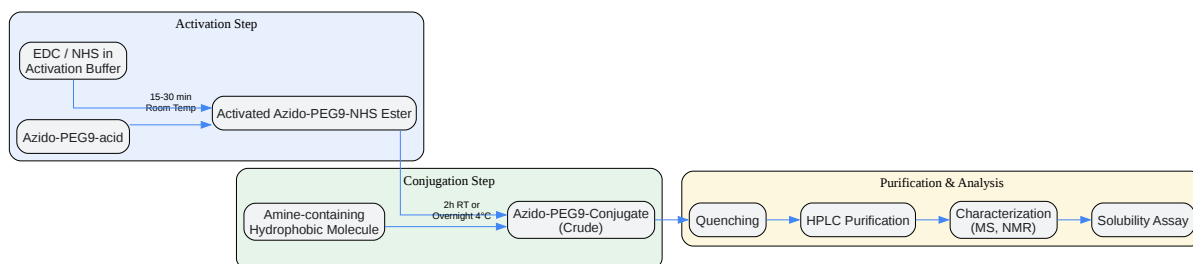 Activation Step
EDC / NHS in
Activation Buffer
15-30 min
Room Temp
Activated Azido-PEG9-NHS Ester
Azido-PEG9-acid
Conjugation Step
Amine-containing
Hydrophobic Molecule
2h RT or
Overnight 4°C
Azido-PEG9-Conjugate
(Crude)
Purification & Analysis
Quenching
HPLC Purification
Characterization
(MS, NMR)
Solubility Assay